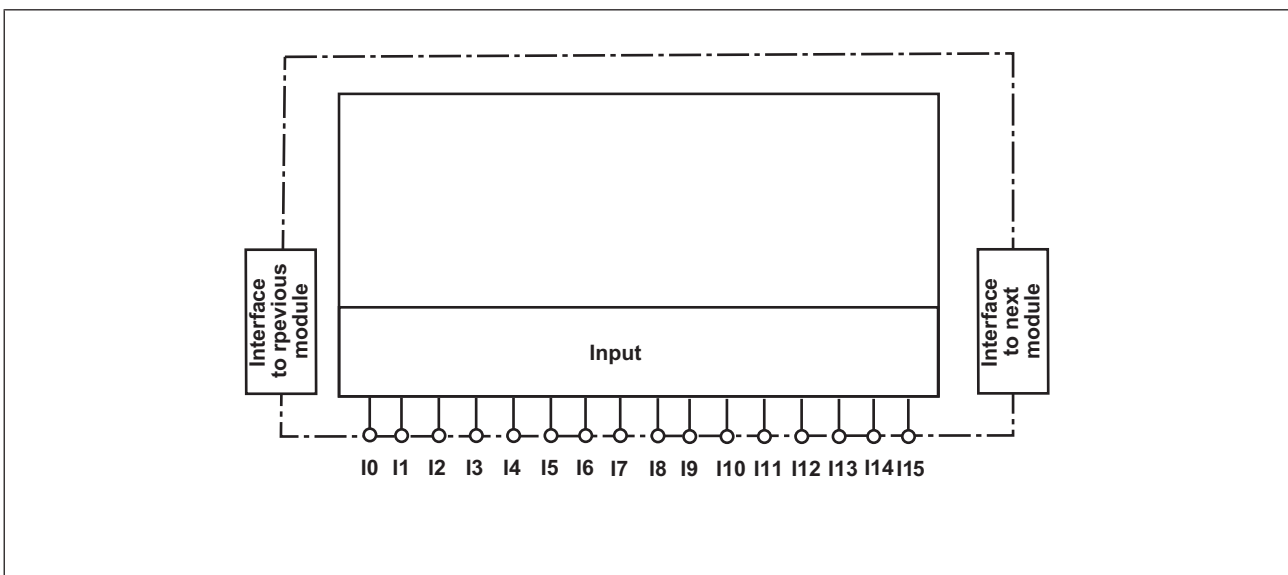 Interface
to rpevious
module
Input
Interface
to next
module
I0 I1 I2 I3 I4 I5 I6 I7 I8 I9 I10 I11 I12 I13 I14 I15